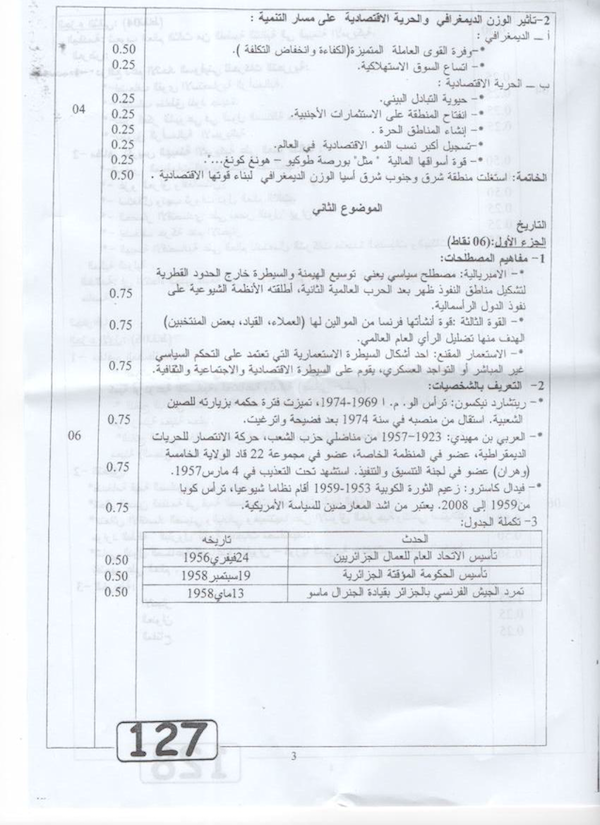 2-تأثير الوزن الديمغرافي والحرية الاقتصادية على مسار التنمية :
أ – الديمغرافي :
*-وفرة القوى العاملة المتميزة(الكفاءة وانخفاض التكلفة ). 0.50
*- اتساع السوق الاستهلاكية. 0.25
ب – الحرية الاقتصادية :
*- حيوية التبادل البيني. 0.25
*- انفتاح المنطقة على الاستثمارات الأجنبية. 0.25 04
*- إنشاء المناطق الحرة . 0.25
*- تسجيل أكبر نسب النمو الاقتصادية في العالم. 0.25
*- قوة أسواقها المالية "مثل" بورصة طوكيو – هونغ كونغ...". 0.25
الخاتمة: استغلت منطقة شرق وجنوب شرق أسيا الوزن الديمغرافي لبناء قوتها الاقتصادية . 0.50
الموضوع الثاني
التاريخ
الجزء الأول:(06 نقاط)
1- مفاهيم المصطلحات:
*- الامبريالية: مصطلح سياسي يعني توسيع الهيمنة والسيطرة خارج الحدود القطرية
لتشكيل مناطق النفوذ ظهر بعد الحرب العالمية الثانية، أطلقته الأنظمة الشيوعية على 0.75
نفوذ الدول الرأسمالية.
*- القوة الثالثة :قوة أنشأتها فرنسا من الموالين لها (العملاء، القياد، بعض المنتخبين) 0.75
الهدف منها تضليل الرأي العام العالمي.
*- الاستعمار المقنع: احد أشكال السيطرة الاستعمارية التي تعتمد على التحكم السياسي
غير المباشر أو التواجد العسكري، يقوم على السيطرة الاقتصادية والاجتماعية والثقافية. 0.75
2- التعريف بالشخصيات:
*- ريتشارد نيكسون: ترأس الو. م. ا 1969-1974، تميزت فترة حكمه بزيارته للصين
الشعبية. استقال من منصبه في سنة 1974 بعد فضيحة واترغيت. 0.75
*- العربي بن مهيدي: 1923-1957 من مناضلي حزب الشعب، حركة الانتصار للحريات 06
الديمقراطية، عضو في المنظمة الخاصة، عضو في مجموعة 22 قاد الولاية الخامسة
(وهران) عضو في لجنة التنسيق والتنفيذ. استشهد تحت التعذيب في 4 مارس1957. 0.75
*- فيدال كاسترو: زعيم الثورة الكوبية 1953-1959 أقام نظاما شيوعيا، ترأس كوبا
من1959 إلى 2008. يعتبر من اشد المعارضين للسياسة الأمريكية. 0.75
3- تكملة الجدول:
الحدث تاريخه
تأسيس الاتحاد العام للعمال الجزائريين 24فيفري1956 0.50
تأسيس الحكومة المؤقتة الجزائرية 19سبتمبر1958 0.50
تمرد الجيش الفرنسي بالجزائر بقيادة الجنرال ماسو 13ماي1958 0.50
127
3